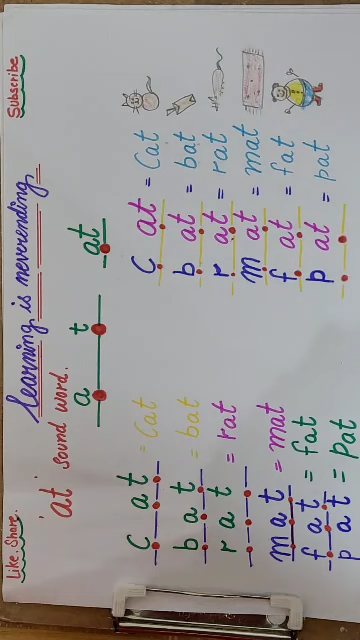 Like. Share.
Subscribe
learning is neverending
'at' sound word.
a t at
c a t = Cat
b a t = bat
r a t = rat
m a t = mat
f a t = fat
p a t = Pat
c at = Cat
b at = bat
r at = rat
m at = mat
f at = fat
p at = pat